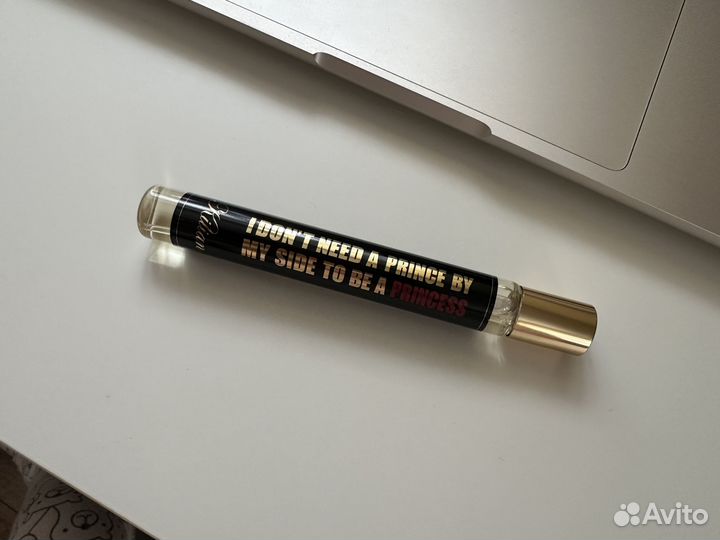 Kilian
I DON'T NEED A PRINCE BY
MY SIDE TO BE A PRINCESS
Avito